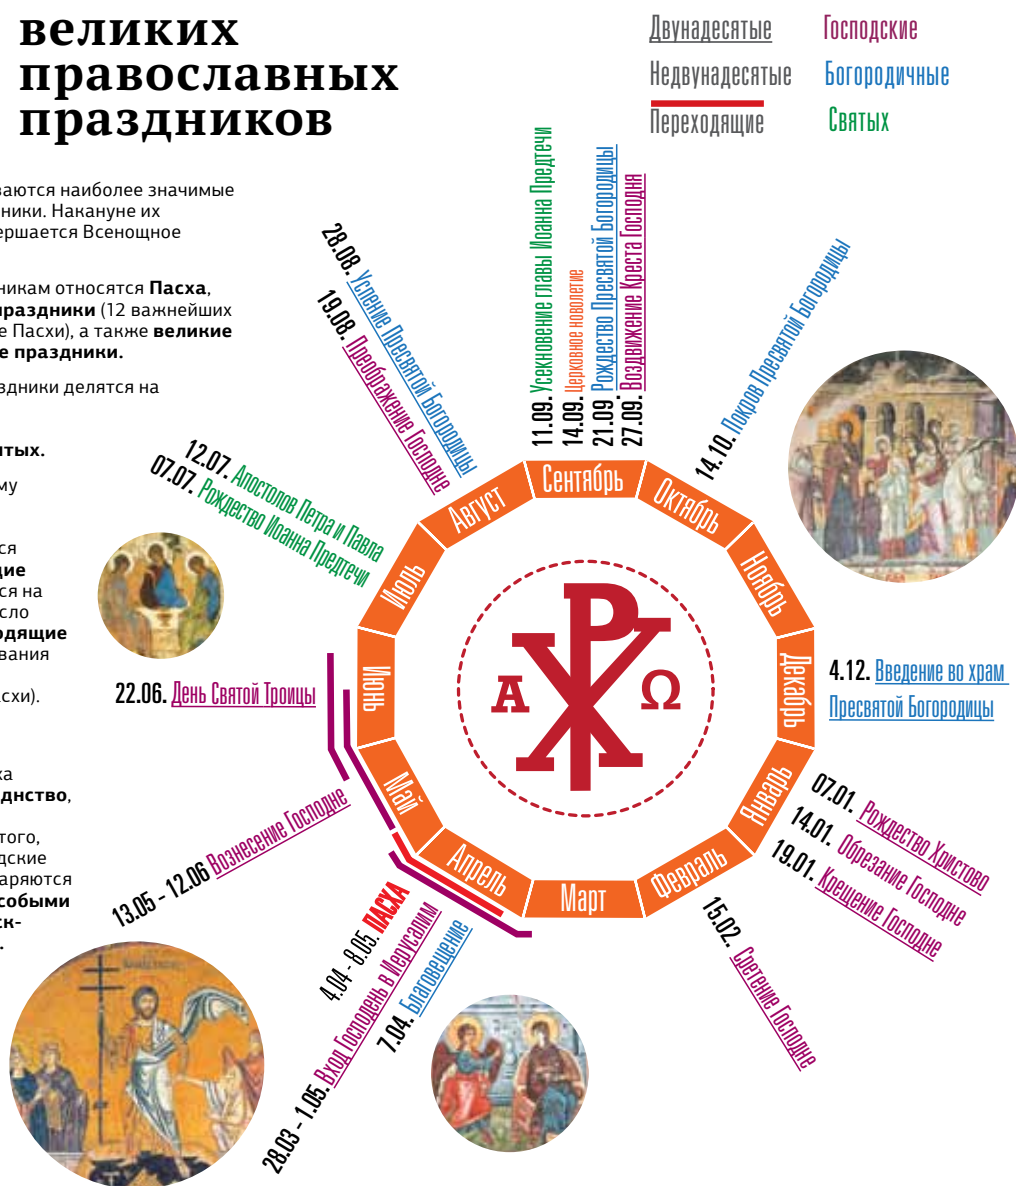 великих
православных
праздников
Двунадесятые
Недвунадесятые
Переходящие
Господские
Богородичные
Святых
ваются наиболее значимые
ники. Накануне их
ершается Всенощное
никам относятся Пасха,
праздники (12 важнейших
е Пасхи), а также великие
е праздники.
здники делятся на
тых.
му
ся
щие
ся на
сло
одящие
вания
асхи).
ка
днство,
того,
дские
аряются
собыми
ск-
11.09. Усекновение главы Иоанна Предтечи
14.09. Церковное новолетие
21.09 Рождество Пресвятой Богородицы
27.09. Воздвижение Креста Господня
14.10. Покров Пресвятой Богородицы
4.12. Введение во храм
Пресвятой Богородицы
07.01. Рождество Христово
14.01. Обрезание Господне
19.01. Крещение Господне
15.02. Сретение Господне
7.04. Благовещение
28.03 - 1.05. Вход Господень в Иерусалим
4.04 - 8.05. ПАСХА
13.05 - 12.06 Вознесение Господне
22.06. День Святой Троицы
07.07. Рождество Иоанна Предтечи
12.07. Апостолов Петра и Павла
19.08. Преображение Господне
28.08. Успение Пресвятой Богородицы
Сентябрь
Октябрь
Ноябрь
Декабрь
Январь
Февраль
Март
Апрель
Май
Июнь
Июль
Август
Α Ω